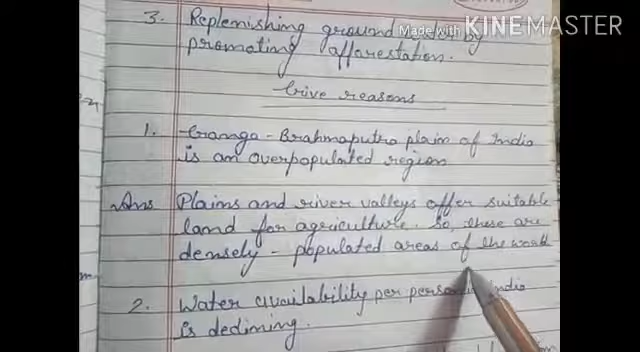 3. Replenishing ground water by
promoting afforestation.
Made with KINEMASTER
Give reasons
1. Ganga - Brahmaputra plain of India
is an overpopulated region
Ans Plains and river valleys offer suitable
land for agriculture. So, these are
densely - populated areas of the world
2. Water availability per person in India
is declining.